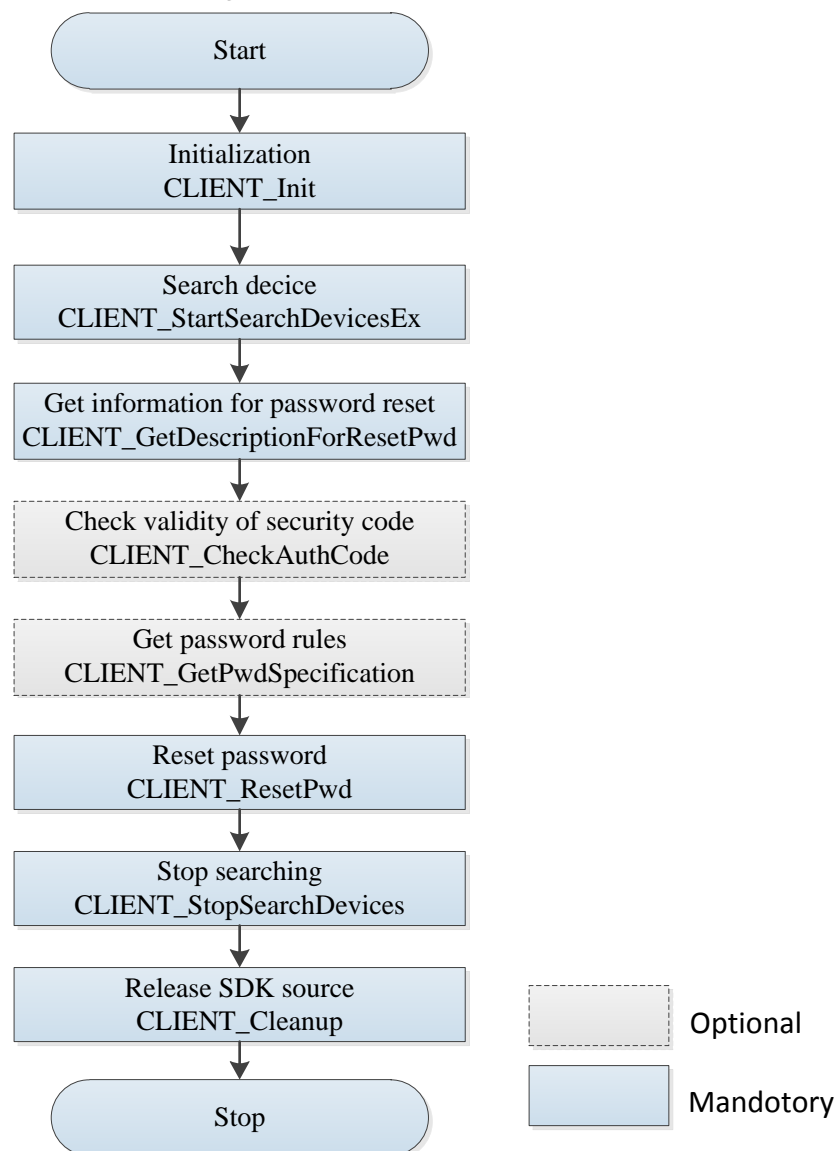 Start
Initialization
CLIENT_Init
Search decice
CLIENT_StartSearchDevicesEx
Get information for password reset
CLIENT_GetDescriptionForResetPwd
Check validity of security code
CLIENT_CheckAuthCode
Get password rules
CLIENT_GetPwdSpecification
Reset password
CLIENT_ResetPwd
Stop searching
CLIENT_StopSearchDevices
Release SDK source
CLIENT_Cleanup
Stop
Optional
Mandotory